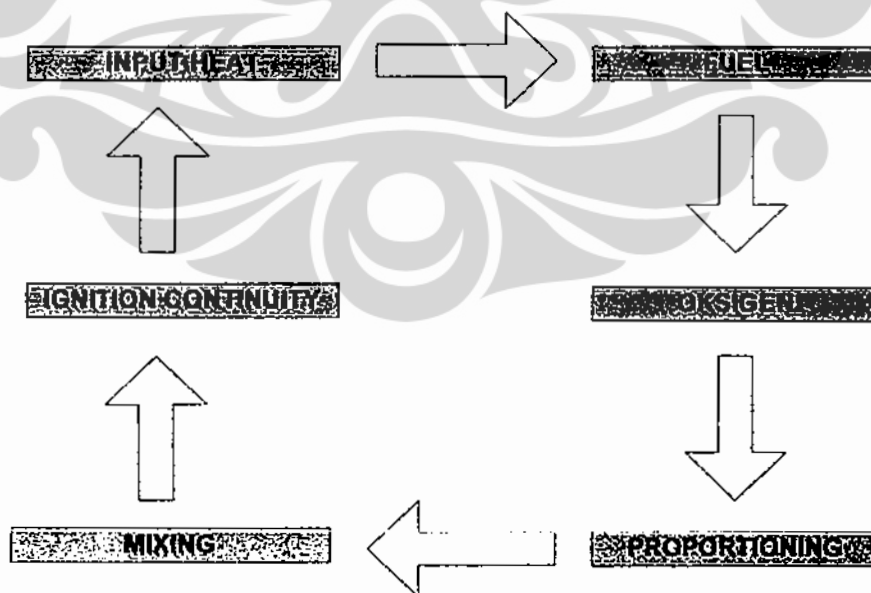 INPUT HEAT
FUEL
IGNITION CONTINUITY
OKSIGEN
MIXING
PROPORTIONING